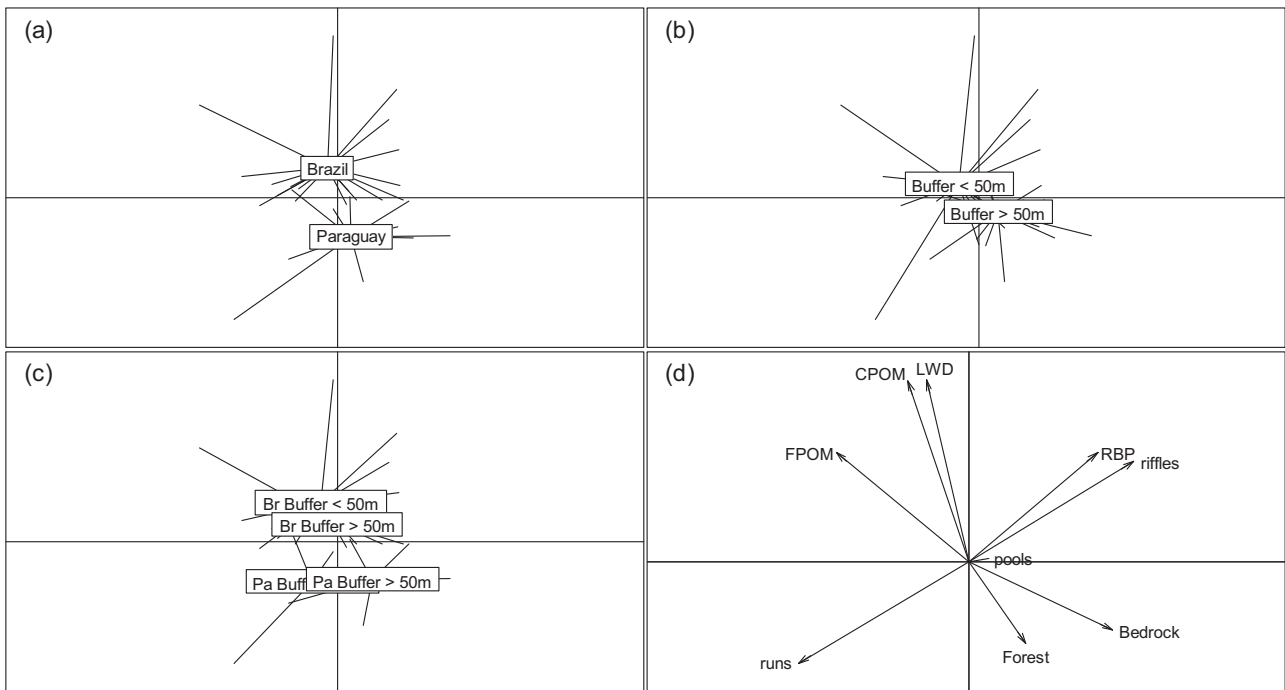 (a)
Brazil
Paraguay
(b)
Buffer < 50m
Buffer > 50m
(c)
Br Buffer < 50m
Br Buffer > 50m
Pa Buff
Pa Buffer > 50m
(d)
CPOM
LWD
FPOM
RBP
riffles
pools
Bedrock
Forest
runs